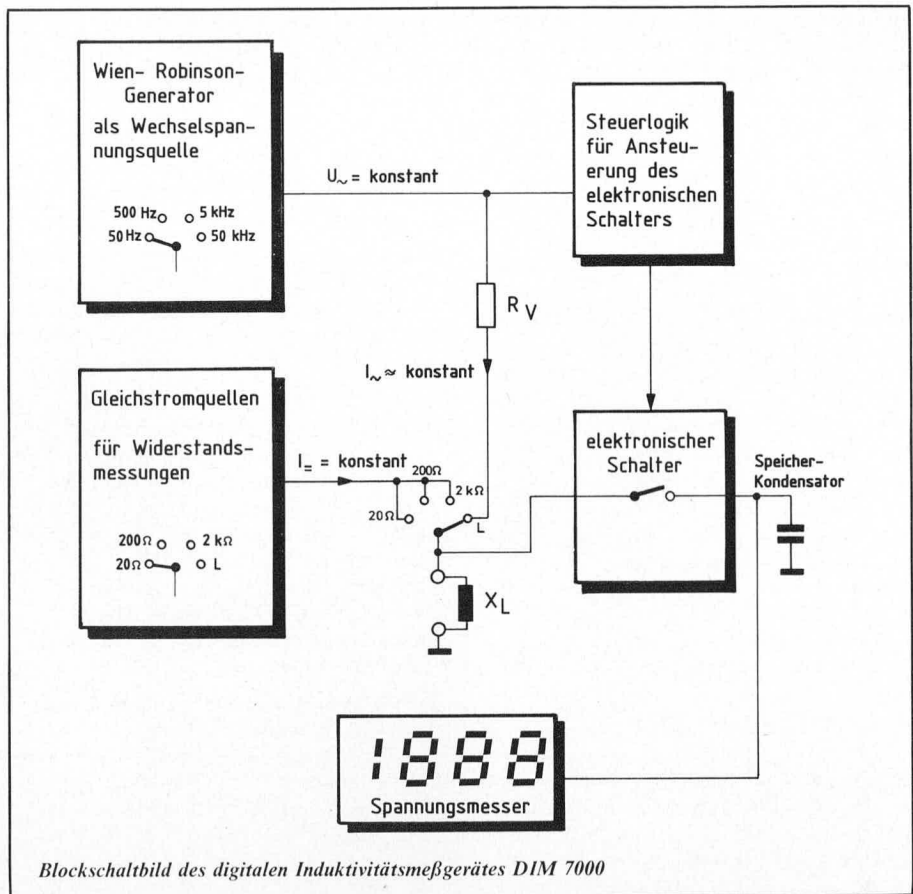 Wien- Robinson-
Generator
als Wechselspan-
nungsquelle
500 Hz
5 kHz
50 Hz
50 kHz
U~ = konstant
Steuerlogik
für Ansteu-
erung des
elektronischen
Schalters
R V
I~ ≈ konstant
Gleichstromquellen
für Widerstands-
messungen
200Ω
2 kΩ
20Ω
L
I= = konstant
200Ω
2 kΩ
20Ω
L
XL
elektronischer
Schalter
Speicher-
Kondensator
1888
Spannungsmesser
Blockschaltbild des digitalen Induktivitätsmeßgerätes DIM 7000